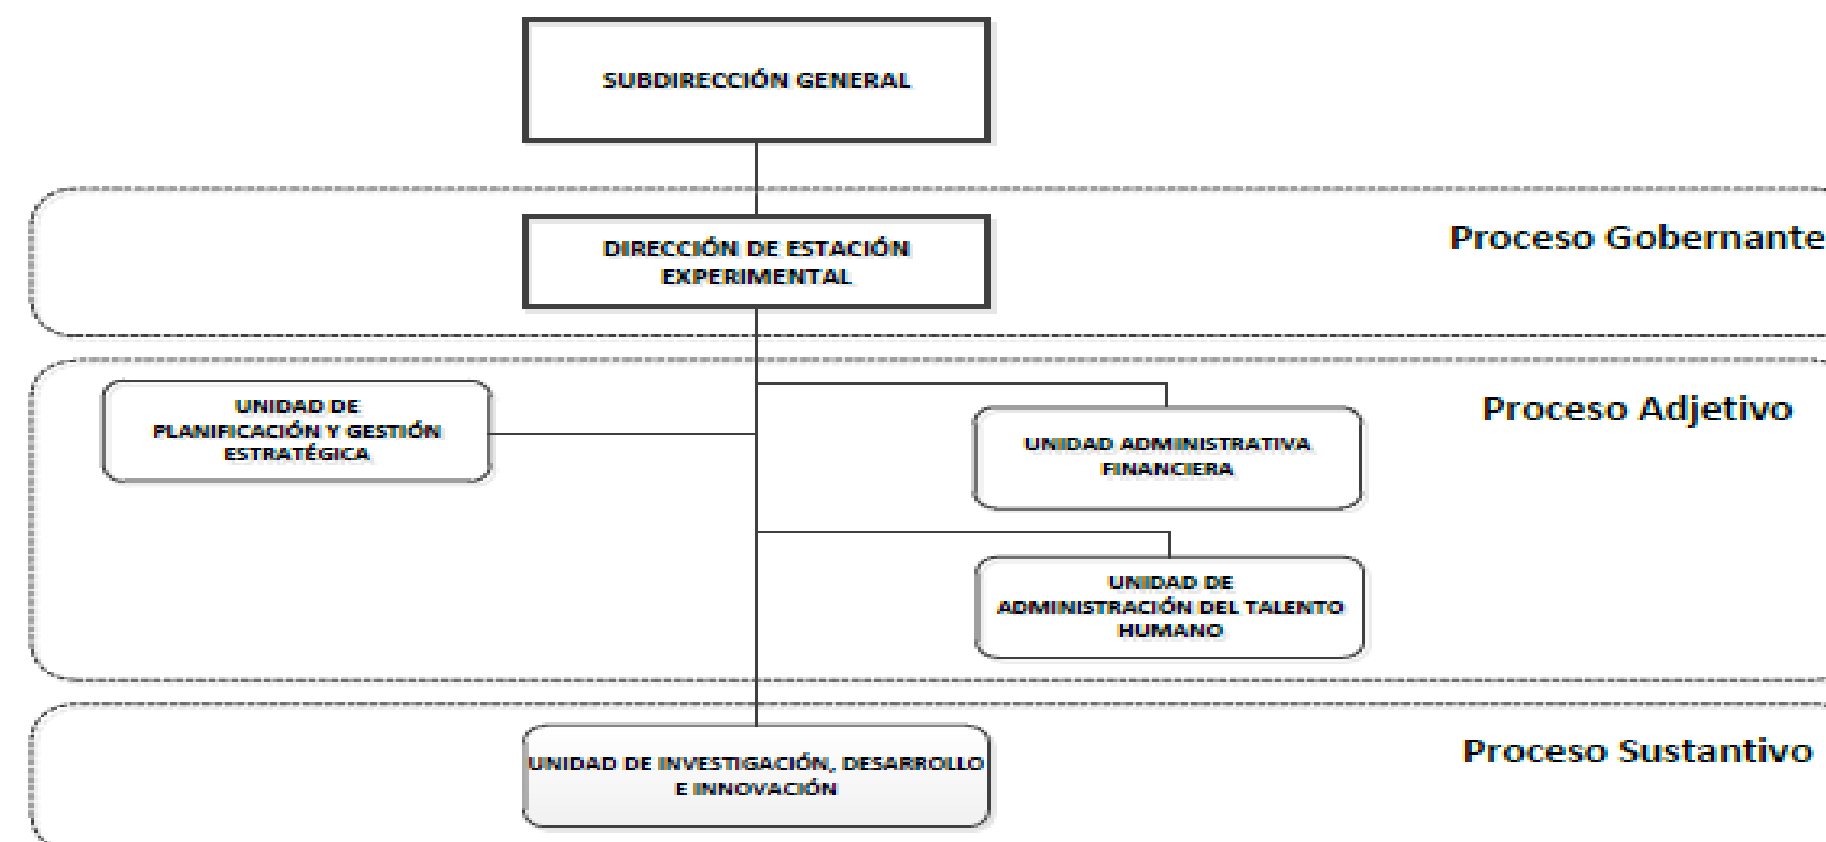 SUBDIRECCIÓN GENERAL
Proceso Gobernante
DIRECCIÓN DE ESTACIÓN
EXPERIMENTAL
Proceso Adjetivo
UNIDAD DE
PLANIFICACIÓN Y GESTIÓN
ESTRATÉGICA
UNIDAD ADMINISTRATIVA
FINANCIERA
UNIDAD DE
ADMINISTRACIÓN DEL TALENTO
HUMANO
Proceso Sustantivo
UNIDAD DE INVESTIGACIÓN, DESARROLLO
E INNOVACIÓN